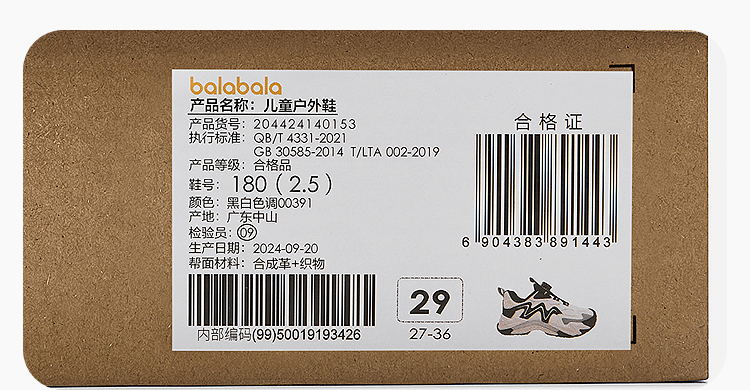 balabala
产品名称：儿童户外鞋
产品货号：204424140153
执行标准：QB/T 4331-2021
GB 30585-2014 T/LTA 002-2019
产品等级：合格品
鞋号：180（2.5）
颜色：黑白色调00391
产地：广东中山
检验员：09
生产日期：2024-09-20
帮面材料：合成革+织物
内部编码(99)50019193426
合格证
6 904383 891443
29
27-36